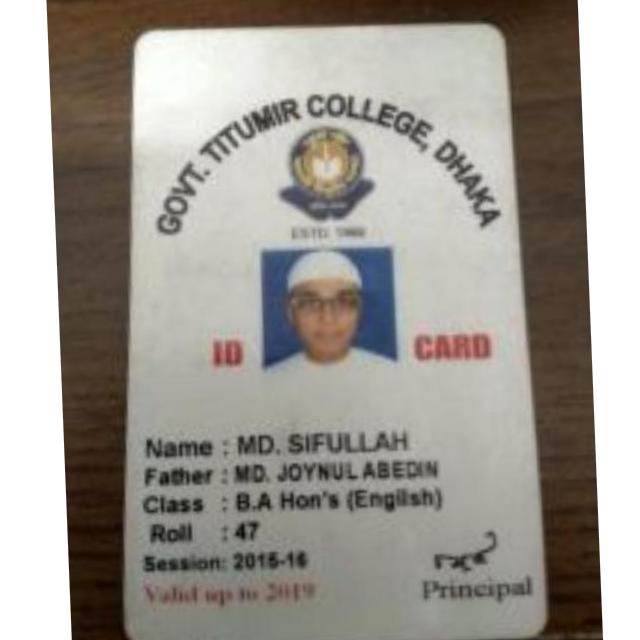 GOVT. TITUMIR COLLEGE, DHAKA
ESTD. 1968
ID CARD
Name : MD. SIFULLAH
Father : MD. JOYNUL ABEDIN
Class : B.A Hon's (English)
Roll : 47
Session: 2015-16
Valid up to 2019
Principal